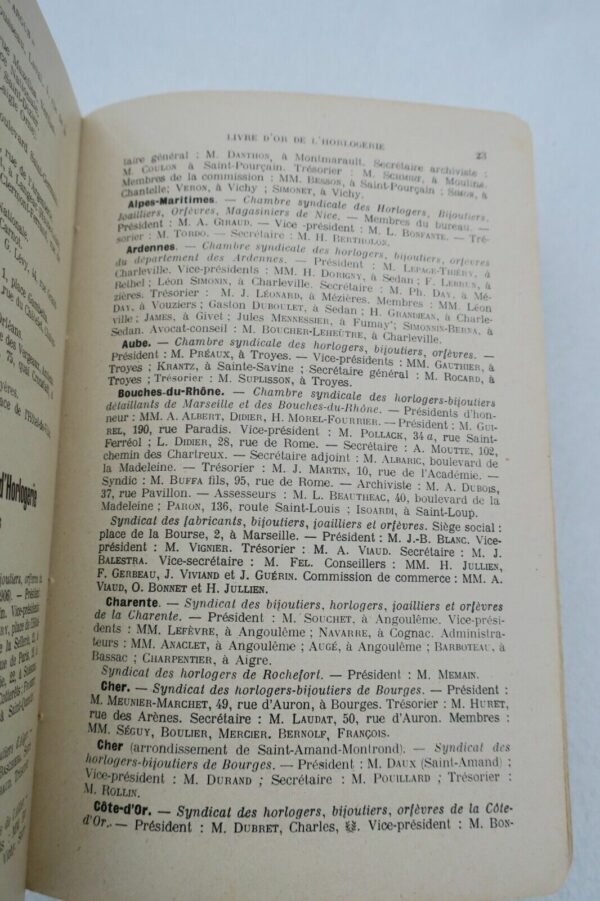 LIVRE D'OR DE L'HORLOGERIE
23
taire général : M. DANTHON, à Montmarault. Secrétaire archiviste :
M. COULON à Saint-Pourçain. Trésorier : M. SCHMERT, à Moulins.
Membres de la commission : MM. BESSON, à Saint-Pourçain ; SIMON, à
Chantelle; VERON, à Vichy ; SIMONET, à Vichy.
Alpes-Maritimes. — Chambre syndicale des Horlogers, Bijoutiers,
Joailliers, Orfèvres, Magasiniers de Nice. — Membres du bureau. —
Président : M. A. GIRAUD. — Vice-président : M. L. BONFANTE. — Tré-
sorier : M. TORDO. — Secrétaire : M. H. BERTHOLON.
Ardennes. — Chambre syndicale des horlogers, bijoutiers, orfèvres
du département des Ardennes. — Président : M. LEPAGE-THIÉRY, à
Charleville. Vice-présidents : MM. H. DORIGNY, à Sedan ; F. LEBRUN, à
Rethel ; Léon SIMONIN, à Charleville. Secrétaire : M. Ph. DAY, à Mé-
zières. Trésorier : M. J. LÉONARD, à Mézières. Membres : MM. H.
DAY, à Vouziers ; Gaston DUBOULET, à Sedan ; H. GRANDJEAN, à Charle-
ville ; JAMES, à Givet ; Jules MENNESSIER, à Fumay ; SIMONNIN-BERNA, à
Sedan. Avocat-conseil : M. BOUCHER-LEHEUTRE, à Charleville.
Aube. — Chambre syndicale des horlogers, bijoutiers, orfèvres. —
Président : M. PRÉAUX, à Troyes. — Vice-présidents : MM. GAUTHIER, à
Troyes ; KRANTZ, à Sainte-Savine ; Secrétaire général : M. ROCARD, à
Troyes ; Trésorier : M. SUPLISSON, à Troyes.
Bouches-du-Rhône. — Chambre syndicale des horlogers-bijoutiers
détaillants de Marseille et des Bouches-du-Rhône. — Présidents d'hon-
neur : MM. A. ALBERT, DIDIER, H. MOREL-FOURRIER. — Président : M. GUI-
REL, 190, rue Paradis. Vice-président : M. POLLACK, 34 a, rue Saint-
Ferréol ; L. DIDIER, 28, rue de Rome. — Secrétaire : A. MOUTTE, 102,
chemin des Chartreux. — Secrétaire adjoint : M. ALBARIC, boulevard de
la Madeleine. — Trésorier : M. J. MARTIN, 10, rue de l'Académie. —
Syndic : M. BUFFA fils, 95, rue de Rome. — Archiviste : M. A. DUBOIS,
37, rue Pavillon. — Assesseurs : M. L. BEAUTHEAC, 40, boulevard de la
Madeleine ; PARON, 136, route Saint-Louis ; ISOARDI, à Saint-Loup.
Syndicat des fabricants, bijoutiers, joailliers et orfèvres. Siège social :
place de la Bourse, 2, à Marseille. — Président : M. J.-B. BLANC. Vice-
président : M. VIGNIER. Trésorier : M. A. VIAUD. Secrétaire : M. J.
BALESTRA. Vice-secrétaire : M. FEL. Conseillers : MM. H. JULLIEN,
F. GERBEAU, J. VIVIAND et J. GUÉRIN. Commission de commerce : MM. A.
VIAUD, O. BONNET et H. JULLIEN.
Charente. — Syndicat des bijoutiers, horlogers, joailliers et orfèvres
de la Charente. — Président : M. SOUCHET, à Angoulême. Vice-prési-
dents : MM. LEFÈVRE, à Angoulême ; NAVARRE, à Cognac. Administra-
teurs : MM. ANACLET, à Angoulême ; AUGÉ, à Angoulême ; BARBOTEAU, à
Bassac ; CHARPENTIER, à Aigre.
Syndicat des horlogers de Rochefort. — Président : M. MEMAIN.
Cher. — Syndicat des horlogers-bijoutiers de Bourges. — Président :
M. MEUNIER-MARCHET, 49, rue d'Auron, à Bourges. Trésorier : M. HURET,
rue des Arènes. Secrétaire : M. LAUDAT, 50, rue d'Auron. Membres :
MM. SÉGUY, BOULIER, MERCIER. BERNOLF, FRANÇOIS.
Cher (arrondissement de Saint-Amand-Montrond). — Syndicat des
horlogers-bijoutiers de Bourges. — Président : M. DAUX (Saint-Amand) ;
Vice-président : M. DURAND ; Secrétaire : M. POUILLARD ; Trésorier :
M. ROLLIN.
Côte-d'Or. — Syndicat des horlogers, bijoutiers, orfèvres de la Côte-
d'Or. — Président : M. DUBRET, Charles, Vice-président : M. BON-